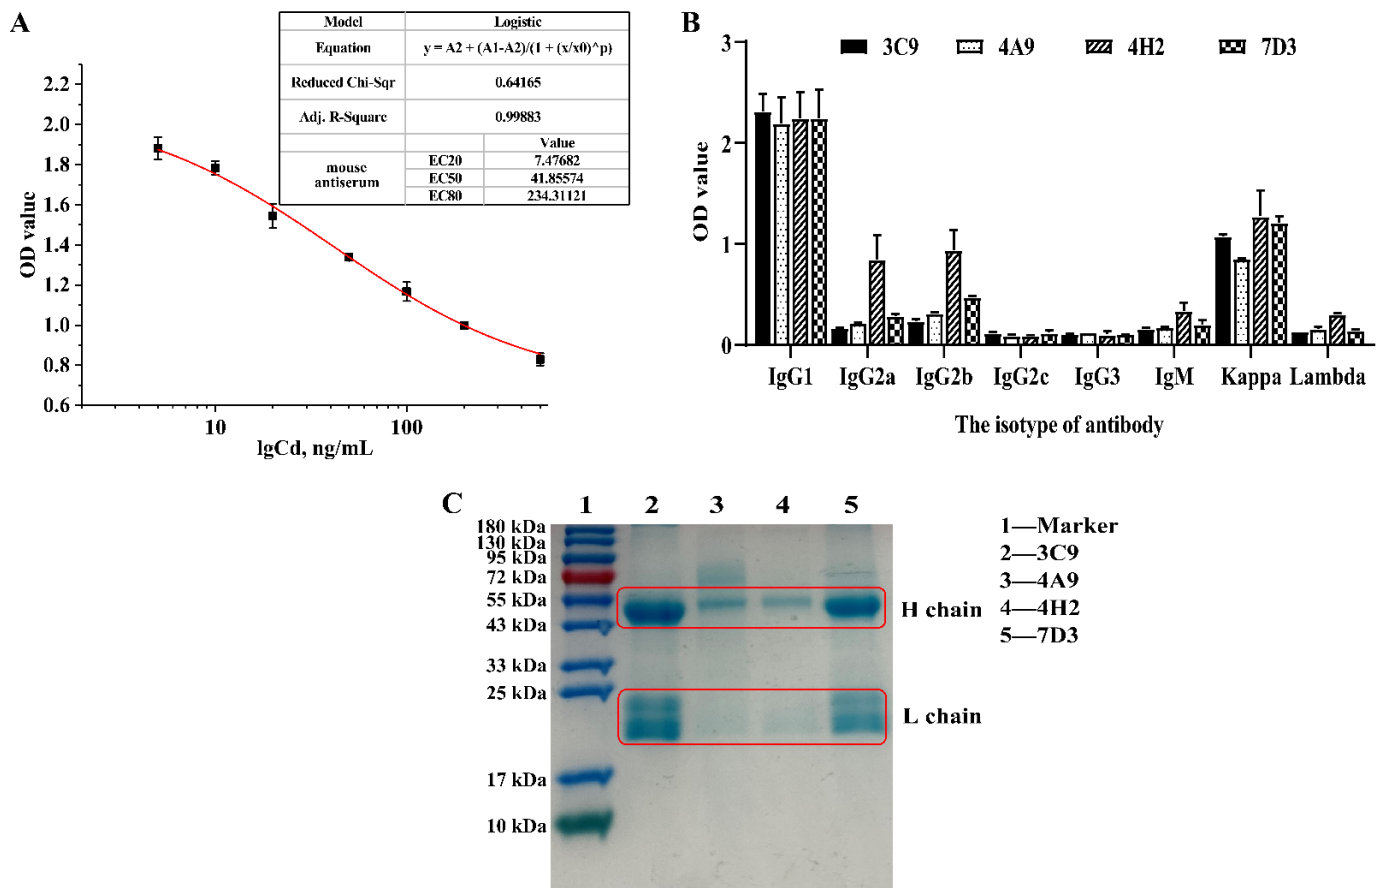 A
Model Logistic
Equation y = A2 + (A1-A2)/(1 + (x/x0)^p)
Reduced Chi-Sqr 0.64165
Adj. R-Square 0.99883
Value
mouse antiserum
EC20 7.47682
EC50 41.85574
EC80 234.31121
2.2
2.0
1.8
1.6
1.4
1.2
1.0
0.8
0.6
OD value
10 100
lgCd, ng/mL
B
3C9 4A9 4H2 7D3
3
2
1
0
OD value
IgG1 IgG2a IgG2b IgG2c IgG3 IgM Kappa Lambda
The isotype of antibody
C 1 2 3 4 5
180 kDa
130 kDa
95 kDa
72 kDa
55 kDa
43 kDa
33 kDa
25 kDa
17 kDa
10 kDa
H chain
L chain
1—Marker
2—3C9
3—4A9
4—4H2
5—7D3